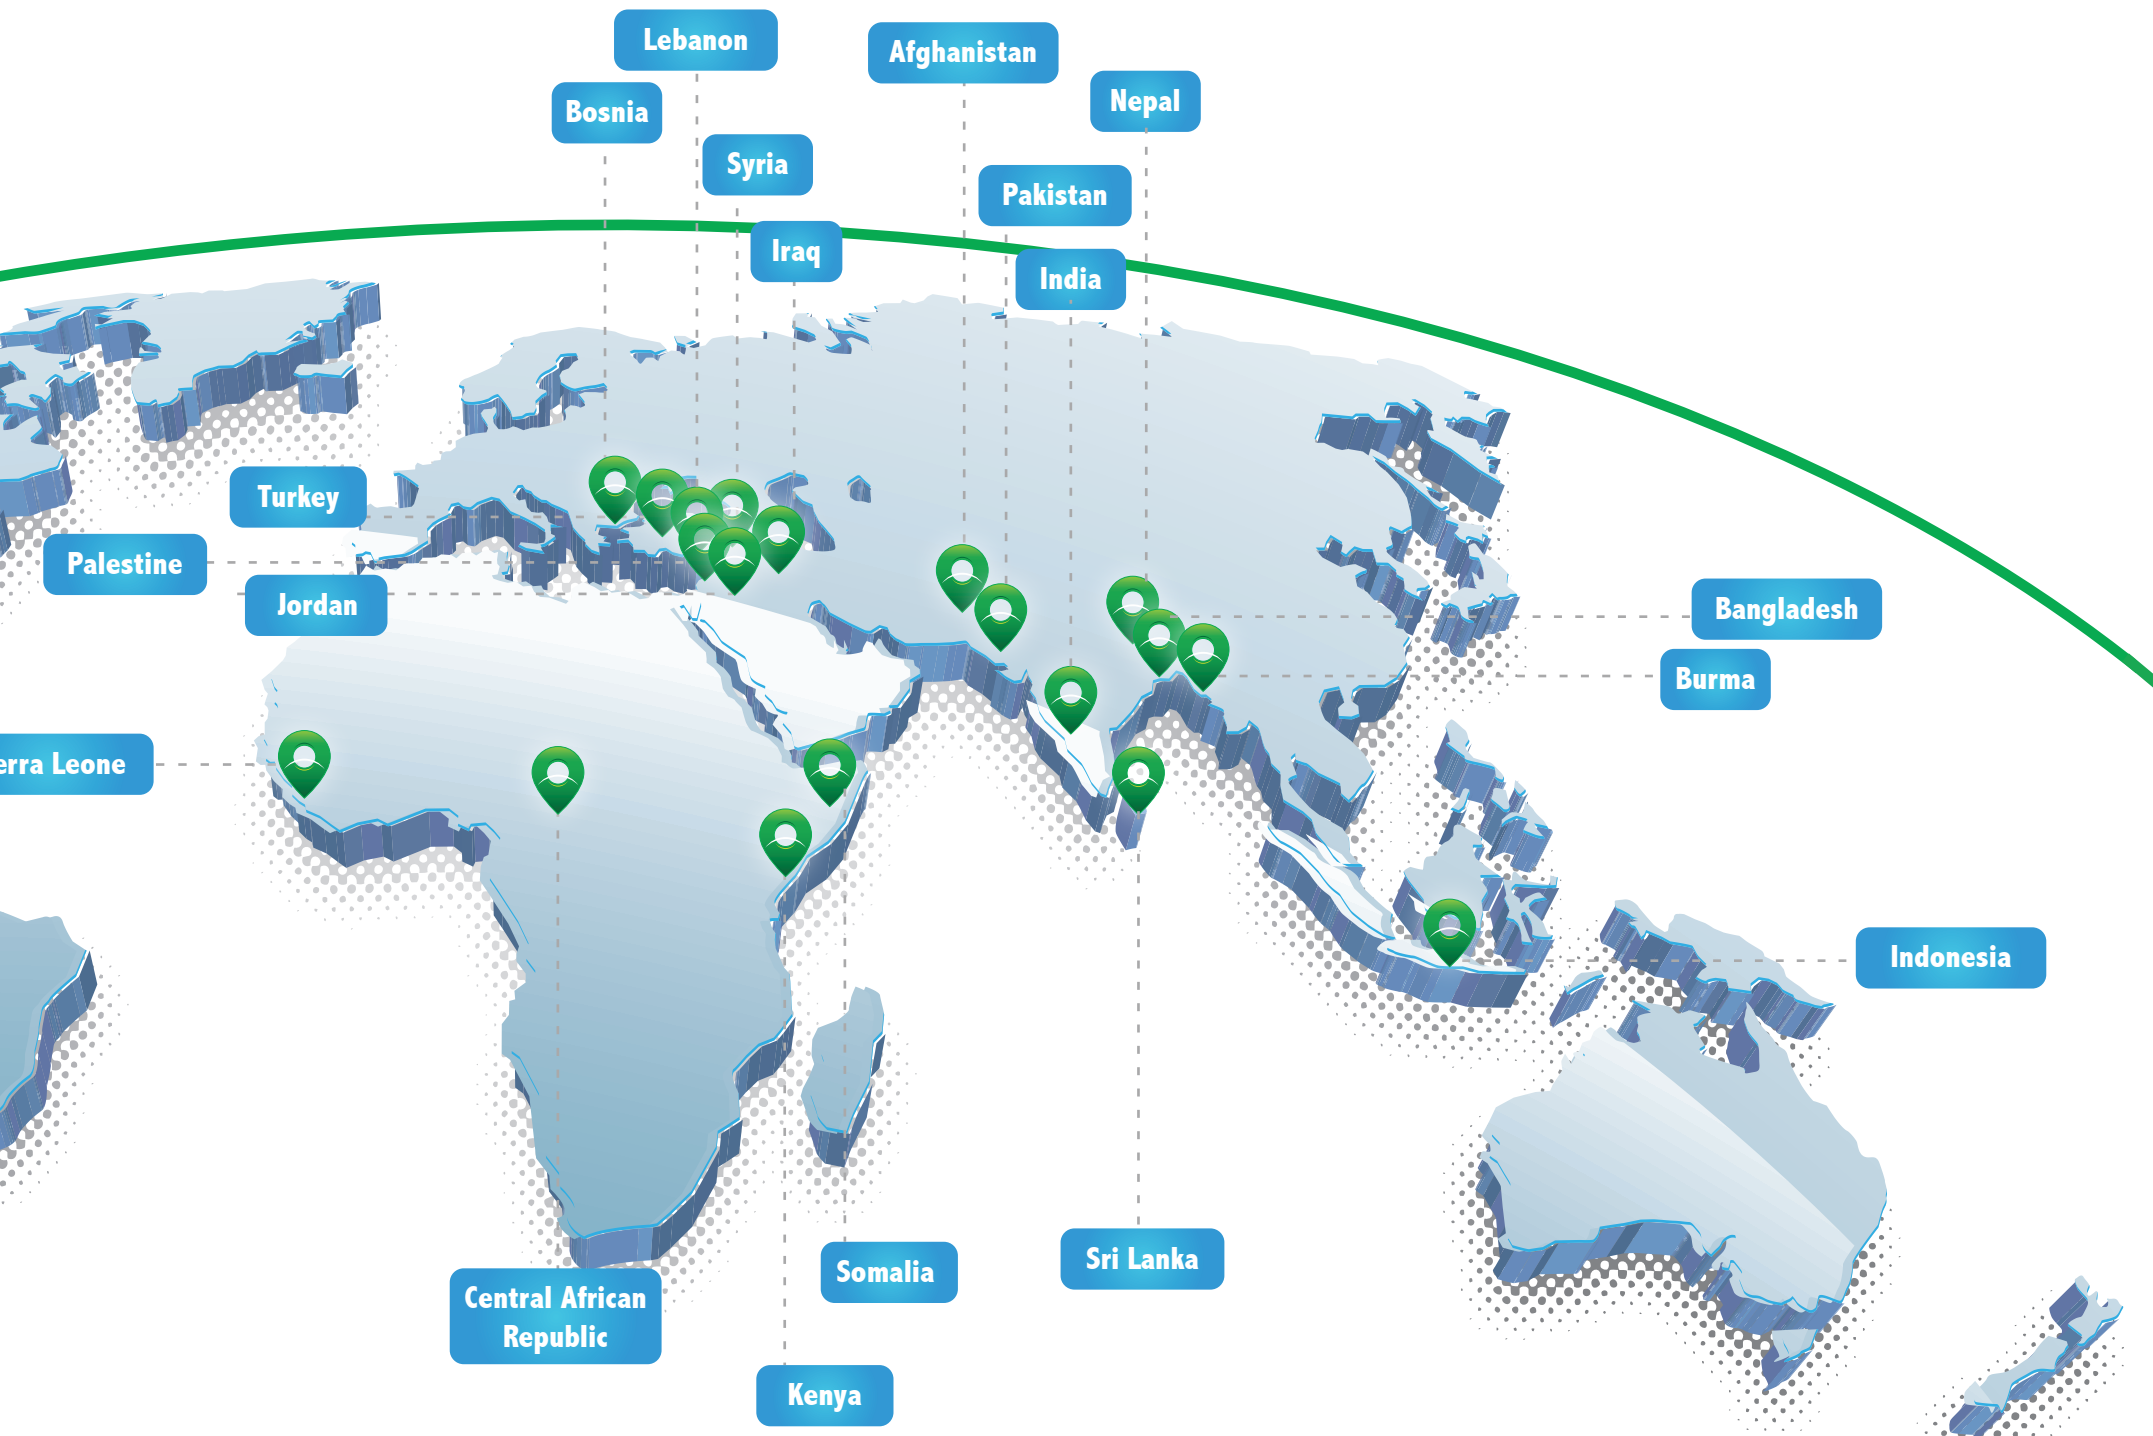 Lebanon
Afghanistan
Bosnia
Nepal
Syria
Pakistan
Iraq
India
Turkey
Palestine
Jordan
Bangladesh
Burma
erra Leone
Indonesia
Sri Lanka
Somalia
Central African
Republic
Kenya